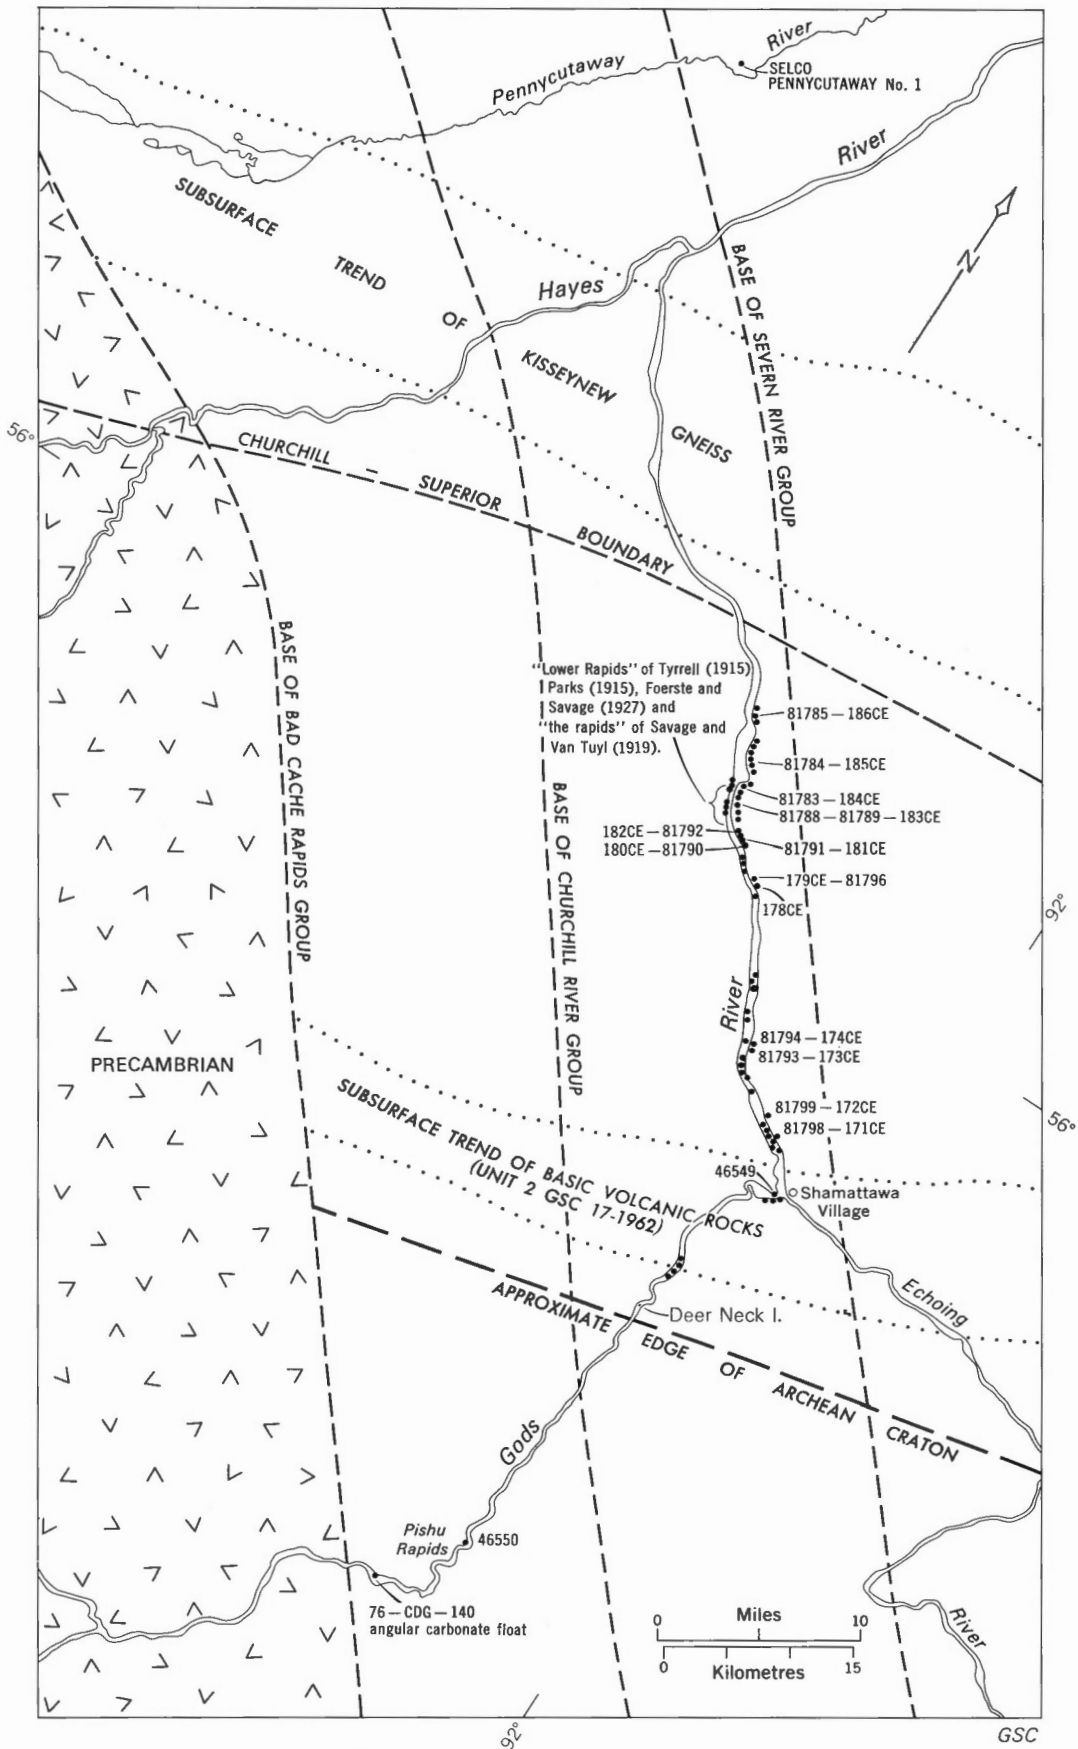 River
Pennycutaway
SELCO
PENNYCUTAWAY No. 1
River
SUBSURFACE
TREND
OF
KISSEYNEW
GNEISS
Hayes
N
BASE OF SEVERN RIVER GROUP
56°
CHURCHILL –
SUPERIOR
BOUNDARY
BASE OF BAD CACHE RAPIDS GROUP
"Lower Rapids" of Tyrrell (1915)
Parks (1915), Foerste and
Savage (1927) and
"the rapids" of Savage and
Van Tuyl (1919).
81785 – 186CE
81784 – 185CE
81783 – 184CE
81788 – 81789 – 183CE
182CE – 81792
180CE – 81790
81791 – 181CE
179CE – 81796
178CE
BASE OF CHURCHILL RIVER GROUP
92°
River
81794 – 174CE
81793 – 173CE
PRECAMBRIAN
81799 – 172CE
81798 – 171CE
56°
SUBSURFACE TREND OF BASIC VOLCANIC ROCKS
(UNIT 2 GSC 17-1962)
46549
Shamattawa
Village
APPROXIMATE EDGE OF ARCHEAN CRATON
Deer Neck I.
Echoing
Gods
Pishu
Rapids
46550
76 – CDG – 140
angular carbonate float
0 Miles 10
0 Kilometres 15
River
92°
GSC